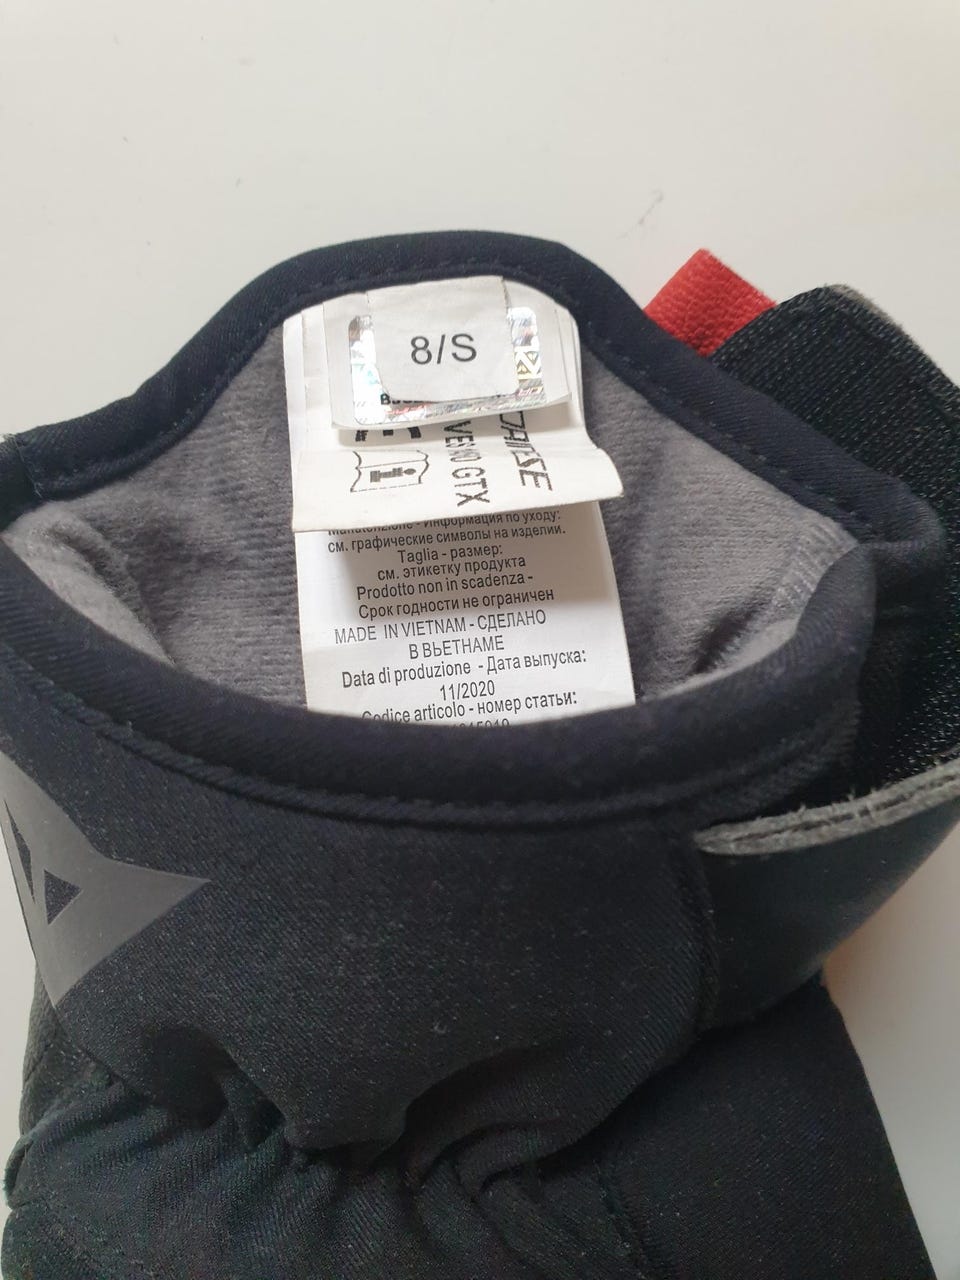 8/S
DAINESE
GTX
Manutenzione - Информация по уходу:
см. графические символы на изделии.
Taglia - размер:
см. этикетку продукта
Prodotto non in scadenza -
Срок годности не ограничен
MADE IN VIETNAM - СДЕЛАНО
В ВЬЕТНАМЕ
Data di produzione - Дата выпуска:
11/2020
Codice articolo - номер статьи: